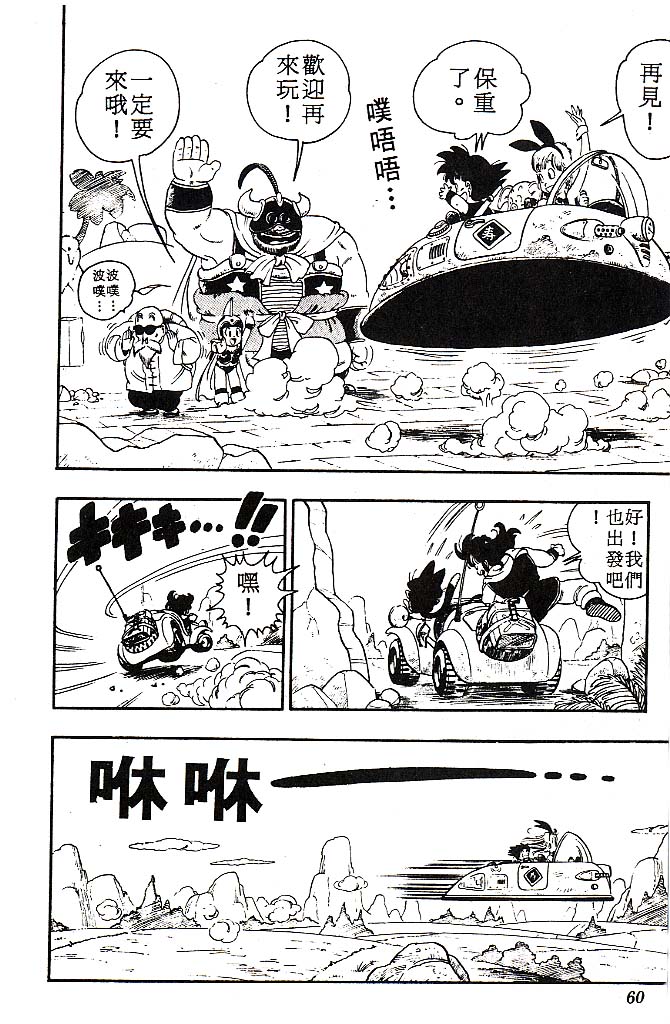 再
見！
保重
了。
噗唔唔…
歡迎再
來玩！
一定要
來哦！
波噗…
波噗…
好！我們
也出發吧
！
嘿！
キキキ…!!
咻咻━…
60